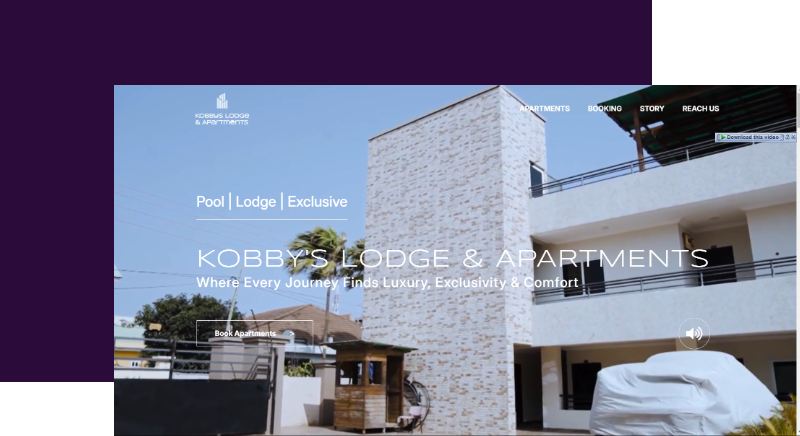 KOBBYS LODGE
& APARTMENTS
APARTMENTS BOOKING STORY REACH US
Download this video
Pool | Lodge | Exclusive
KOBBY'S LODGE & APARTMENTS
Where Every Journey Finds Luxury, Exclusivity & Comfort
Book Apartments >